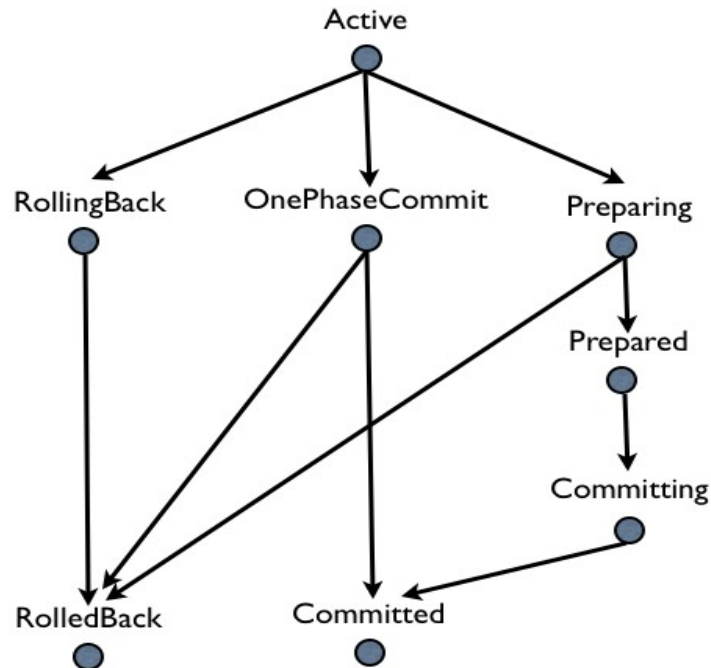 Active
RollingBack
OnePhaseCommit
Preparing
Prepared
Committing
RolledBack
Committed